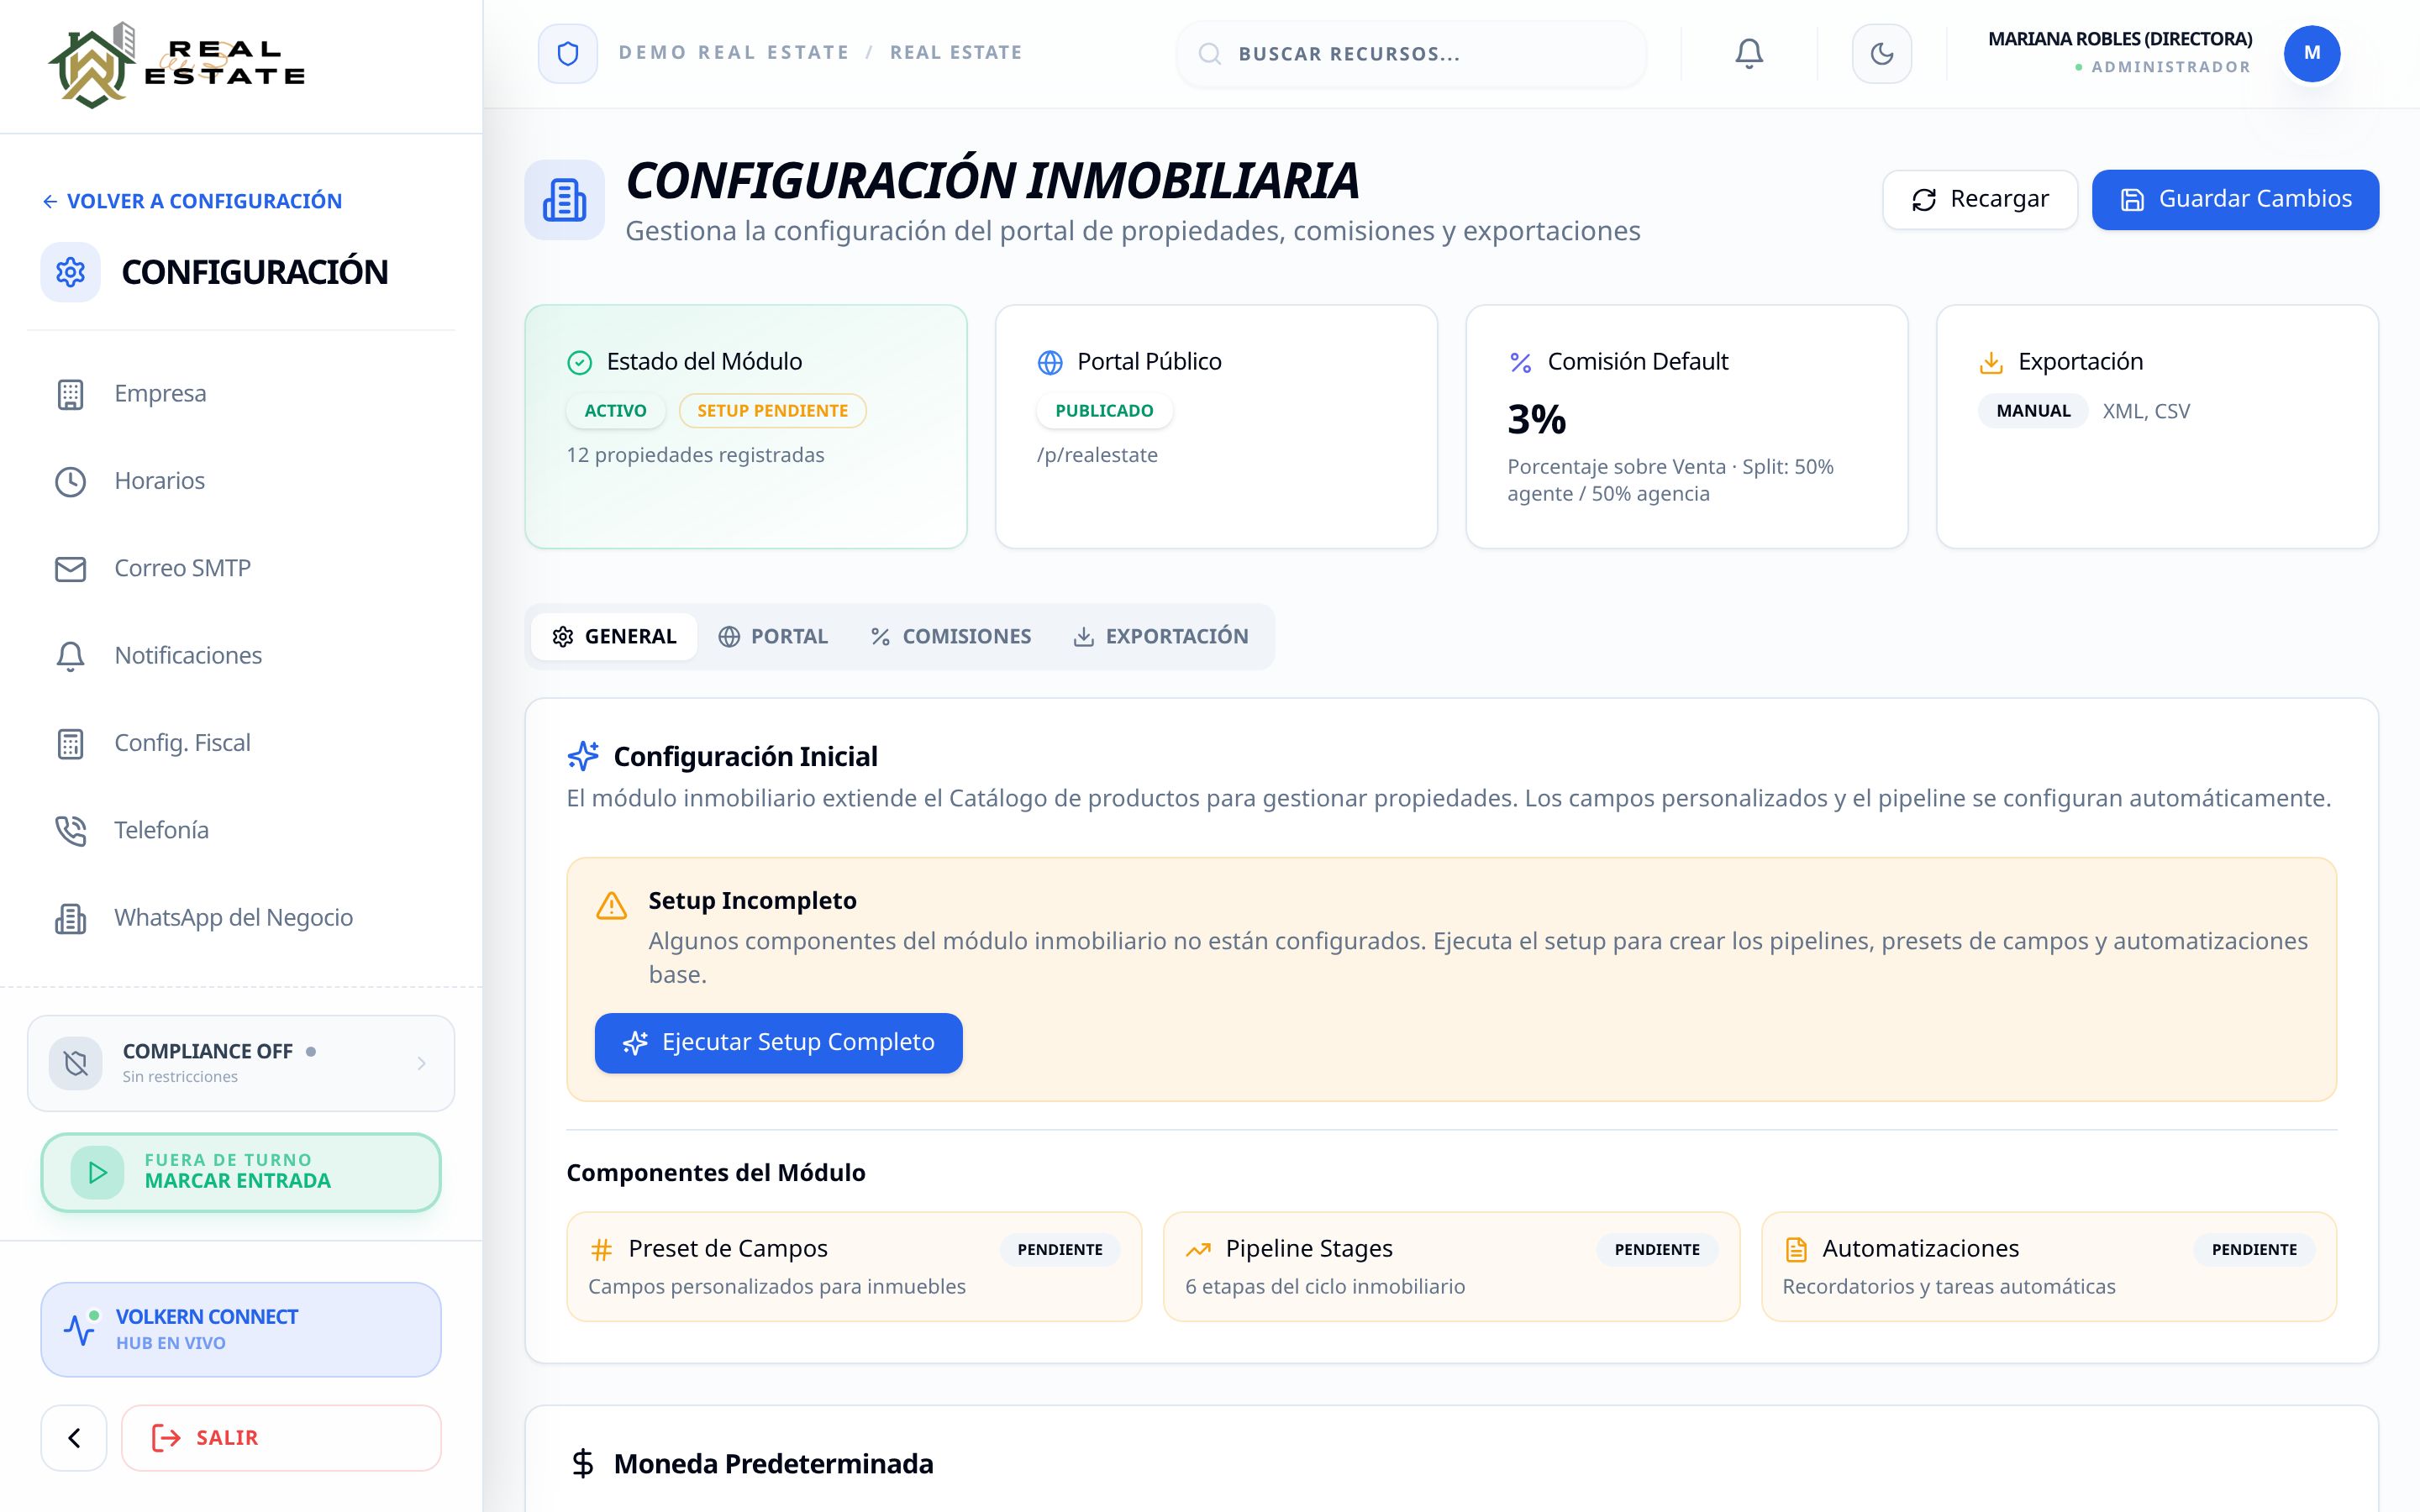 REAL
ESTATE
VOLVER A CONFIGURACIÓN
CONFIGURACIÓN
Empresa
Horarios
Correo SMTP
Notificaciones
Config. Fiscal
Telefonía
WhatsApp del Negocio
COMPLIANCE OFF
Sin restricciones
FUERA DE TURNO
MARCAR ENTRADA
VOLKERN CONNECT
HUB EN VIVO
SALIR
DEMO REAL ESTATE / REAL ESTATE
BUSCAR RECURSOS...
MARIANA ROBLES (DIRECTORA)
ADMINISTRADOR
M
CONFIGURACIÓN INMOBILIARIA
Gestiona la configuración del portal de propiedades, comisiones y exportaciones
Recargar
Guardar Cambios
Estado del Módulo
ACTIVO SETUP PENDIENTE
12 propiedades registradas
Portal Público
PUBLICADO
/p/realestate
Comisión Default
3%
Porcentaje sobre Venta · Split: 50%
agente / 50% agencia
Exportación
MANUAL XML, CSV
GENERAL PORTAL COMISIONES EXPORTACIÓN
Configuración Inicial
El módulo inmobiliario extiende el Catálogo de productos para gestionar propiedades. Los campos personalizados y el pipeline se configuran automáticamente.
Setup Incompleto
Algunos componentes del módulo inmobiliario no están configurados. Ejecuta el setup para crear los pipelines, presets de campos y automatizaciones
base.
Ejecutar Setup Completo
Componentes del Módulo
Preset de Campos PENDIENTE
Campos personalizados para inmuebles
Pipeline Stages PENDIENTE
6 etapas del ciclo inmobiliario
Automatizaciones PENDIENTE
Recordatorios y tareas automáticas
Moneda Predeterminada